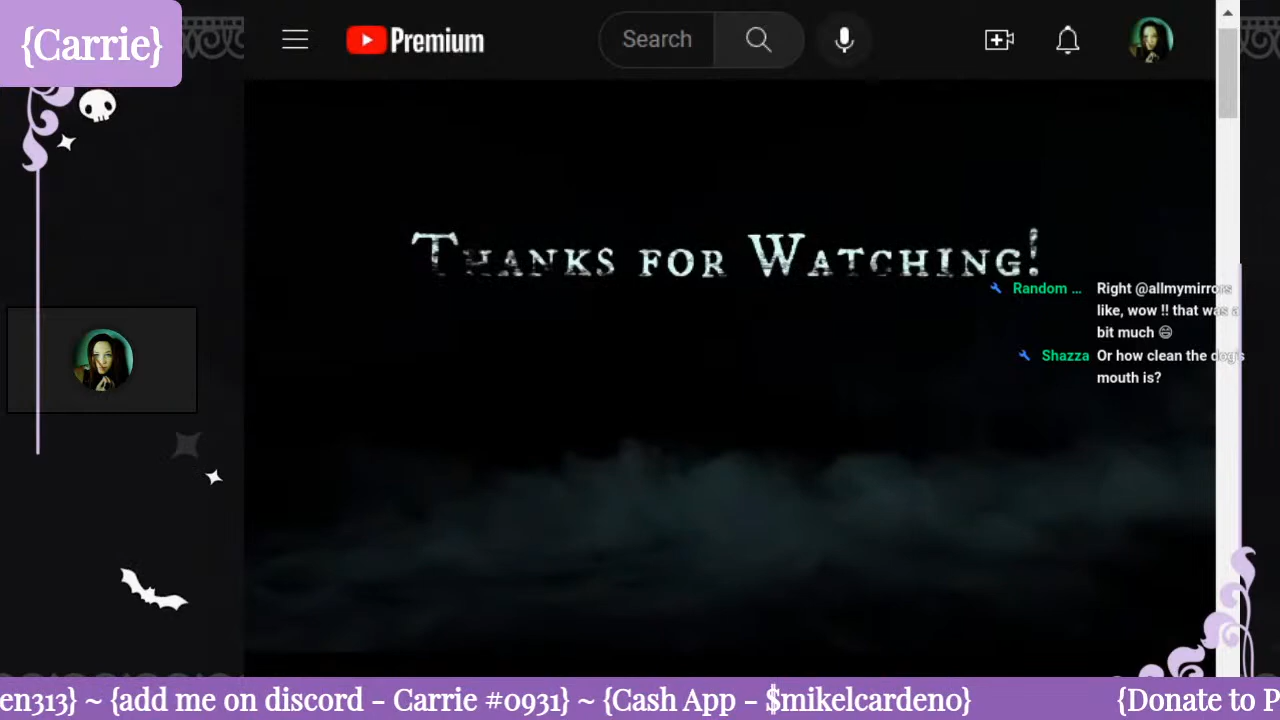 {Carrie}
Premium
Search
Thanks for Watching!
Random ... Right @allmymirrors
like, wow !! that was a
bit much 😄
Shazza Or how clean the dog's
mouth is?
en313} ~ {add me on discord - Carrie #0931} ~ {Cash App - $mikelcardeno} {Donate to P